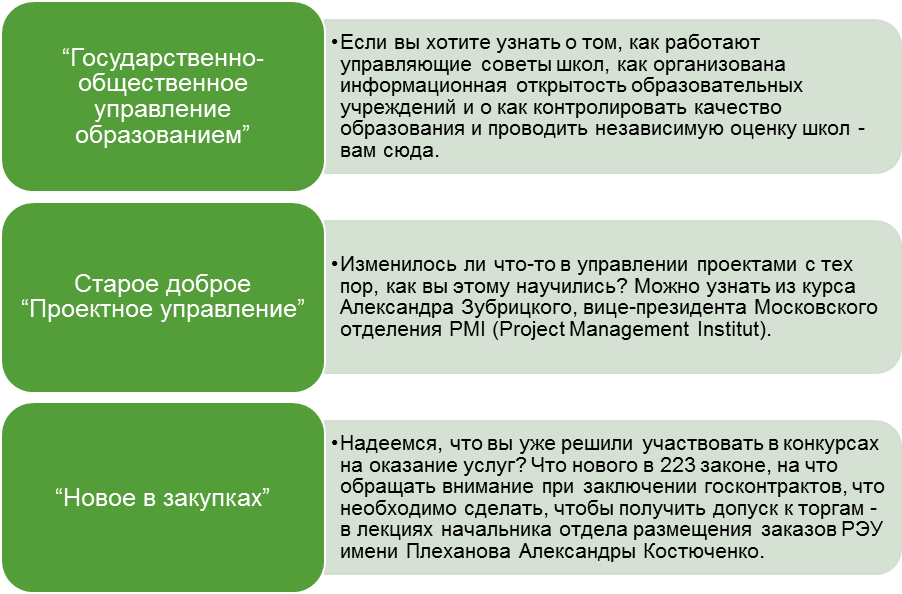 “Государственно-
общественное
управление
образованием”
•Если вы хотите узнать о том, как работают
управляющие советы школ, как организована
информационная открытость образовательных
учреждений и о как контролировать качество
образования и проводить независимую оценку школ -
вам сюда.
Старое доброе
“Проектное управление”
•Изменилось ли что-то в управлении проектами с тех
пор, как вы этому научились? Можно узнать из курса
Александра Зубрицкого, вице-президента Московского
отделения PMI (Project Management Institut).
“Новое в закупках”
•Надеемся, что вы уже решили участвовать в конкурсах
на оказание услуг? Что нового в 223 законе, на что
обращать внимание при заключении госконтрактов, что
необходимо сделать, чтобы получить допуск к торгам -
в лекциях начальника отдела размещения заказов РЭУ
имени Плеханова Александры Костюченко.